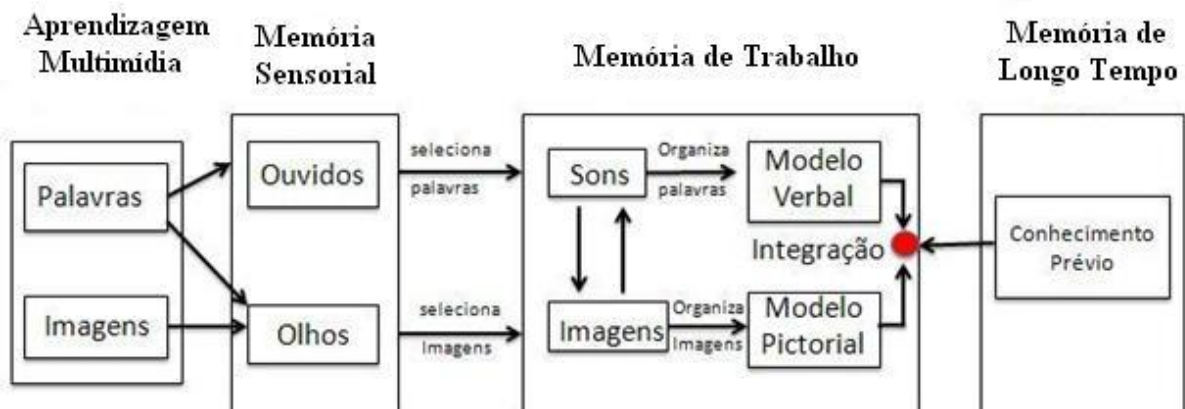 Aprendizagem
Multimídia
Memória
Sensorial
Memória de Trabalho
Memória de
Longo Tempo
Palavras
Imagens
Ouvidos
Olhos
seleciona
palavras
seleciona
Imagens
Sons
Imagens
Organiza
palavras
Organiza
Imagens
Modelo
Verbal
Integração
Modelo
Pictorial
Conhecimento
Prévio